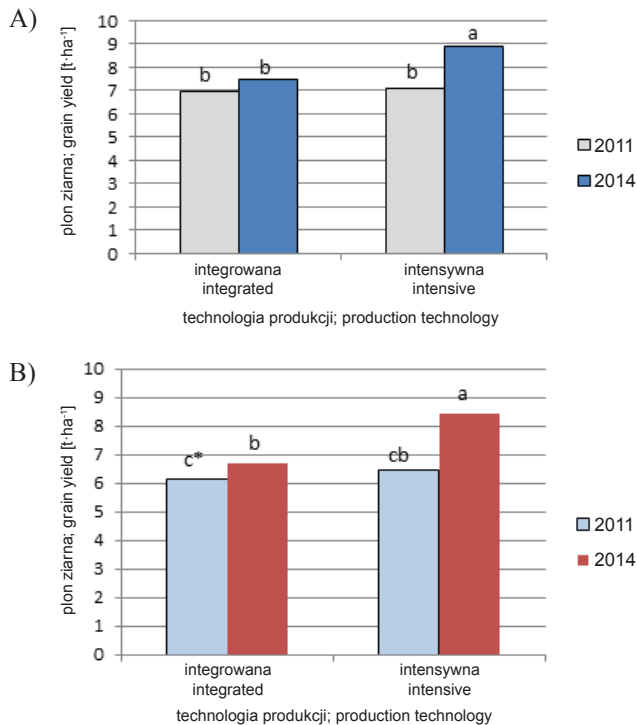 A)
plon ziarna; grain yield [t·ha⁻¹]
10
9
8
7
6
5
4
3
2
1
0
b
b
b
a
integrowana
integrated
intensywna
intensive
technologia produkcji; production technology
2011
2014
B)
plon ziarna; grain yield [t·ha⁻¹]
10
9
8
7
6
5
4
3
2
1
0
c*
b
cb
a
integrowana
integrated
intensywna
intensive
technologia produkcji; production technology
2011
2014